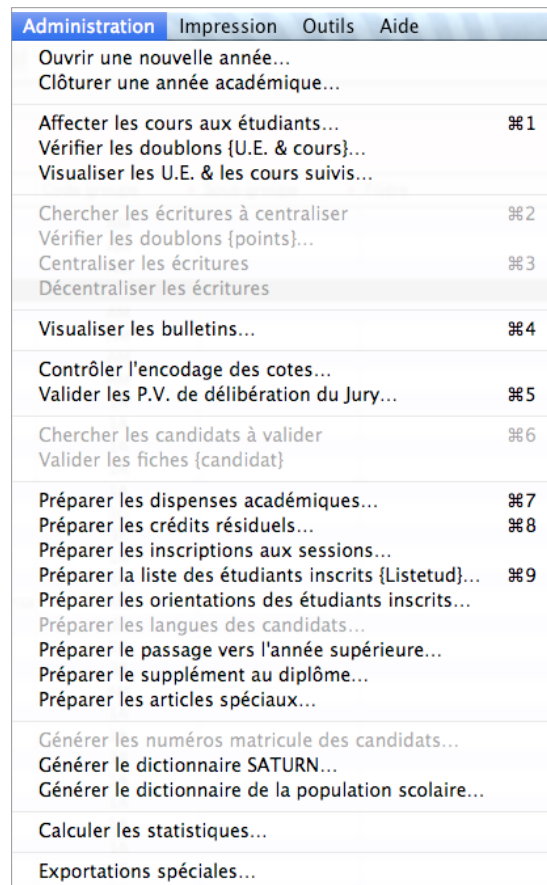 Administration Impression Outils Aide
Ouvrir une nouvelle année...
Clôturer une année académique...
Affecter les cours aux étudiants... ⌘1
Vérifier les doublons {U.E. & cours}...
Visualiser les U.E. & les cours suivis...
Chercher les écritures à centraliser ⌘2
Vérifier les doublons {points}...
Centraliser les écritures ⌘3
Décentraliser les écritures
Visualiser les bulletins... ⌘4
Contrôler l'encodage des cotes...
Valider les P.V. de délibération du Jury... ⌘5
Chercher les candidats à valider ⌘6
Valider les fiches {candidat}
Préparer les dispenses académiques... ⌘7
Préparer les crédits résiduels... ⌘8
Préparer les inscriptions aux sessions...
Préparer la liste des étudiants inscrits {Listetud}... ⌘9
Préparer les orientations des étudiants inscrits...
Préparer les langues des candidats...
Préparer le passage vers l'année supérieure...
Préparer le supplément au diplôme...
Préparer les articles spéciaux...
Générer les numéros matricule des candidats...
Générer le dictionnaire SATURN...
Générer le dictionnaire de la population scolaire...
Calculer les statistiques...
Exportations spéciales...